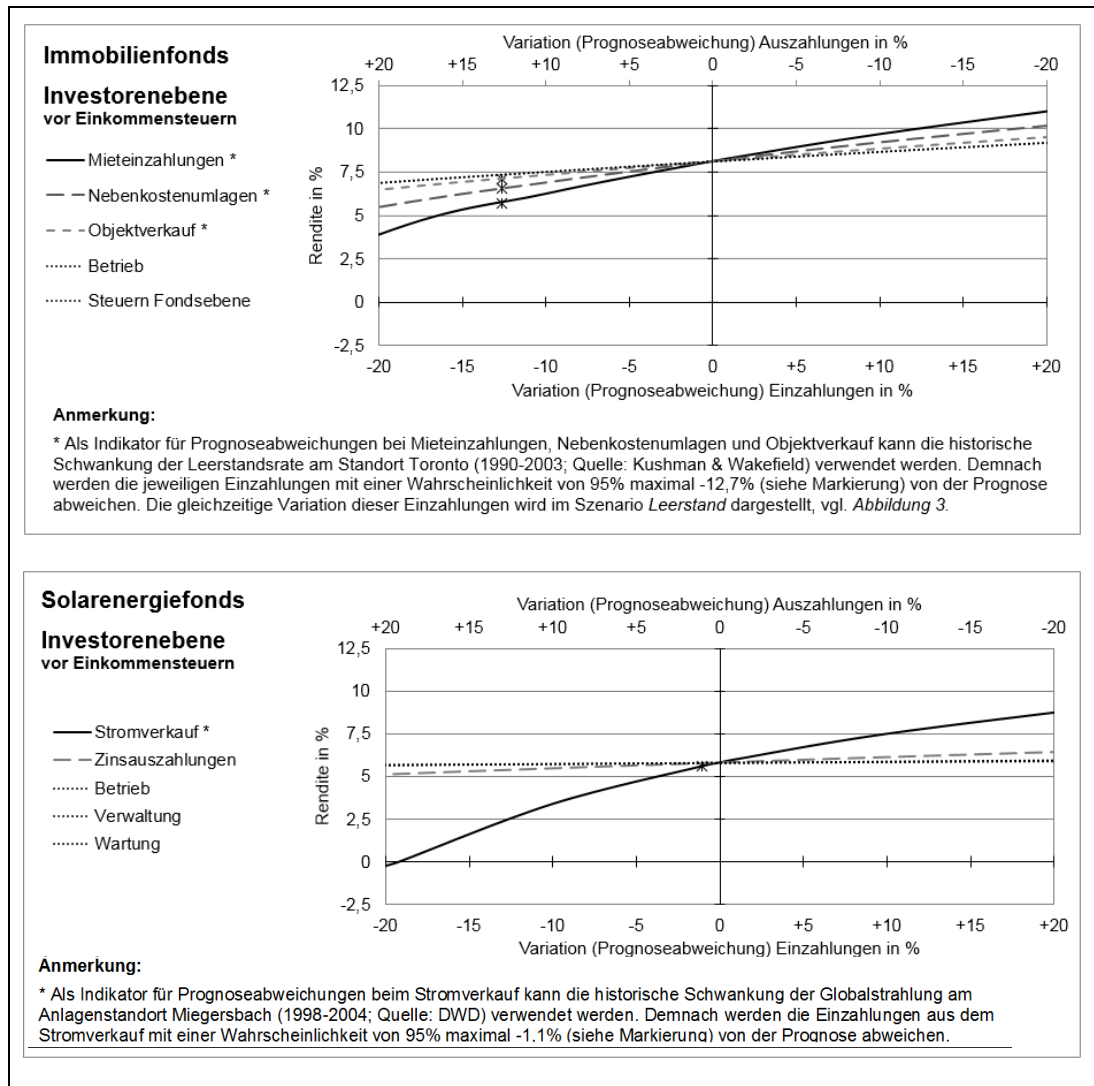 Immobilienfonds
Investorenebene
vor Einkommensteuern
Mieteinzahlungen *
Nebenkostenumlagen *
Objektverkauf *
Betrieb
Steuern Fondsebene
Variation (Prognoseabweichung) Auszahlungen in %
+20 +15 +10 +5 0 -5 -10 -15 -20
Rendite in %
12,5
10
7,5
5
2,5
0
-2,5
-20 -15 -10 -5 0 +5 +10 +15 +20
Variation (Prognoseabweichung) Einzahlungen in %
Anmerkung:
* Als Indikator für Prognoseabweichungen bei Mieteinzahlungen, Nebenkostenumlagen und Objektverkauf kann die historische
Schwankung der Leerstandsrate am Standort Toronto (1990-2003; Quelle: Kushman & Wakefield) verwendet werden. Demnach
werden die jeweiligen Einzahlungen mit einer Wahrscheinlichkeit von 95% maximal -12,7% (siehe Markierung) von der Prognose
abweichen. Die gleichzeitige Variation dieser Einzahlungen wird im Szenario Leerstand dargestellt, vgl. Abbildung 3.
Solarenergiefonds
Investorenebene
vor Einkommensteuern
Stromverkauf *
Zinsauszahlungen
Betrieb
Verwaltung
Wartung
Variation (Prognoseabweichung) Auszahlungen in %
+20 +15 +10 +5 0 -5 -10 -15 -20
Rendite in %
12,5
10
7,5
5
2,5
0
-2,5
-20 -15 -10 -5 0 +5 +10 +15 +20
Variation (Prognoseabweichung) Einzahlungen in %
Anmerkung:
* Als Indikator für Prognoseabweichungen beim Stromverkauf kann die historische Schwankung der Globalstrahlung am
Anlagenstandort Miegersbach (1998-2004; Quelle: DWD) verwendet werden. Demnach werden die Einzahlungen aus dem
Stromverkauf mit einer Wahrscheinlichkeit von 95% maximal -1,1% (siehe Markierung) von der Prognose abweichen.